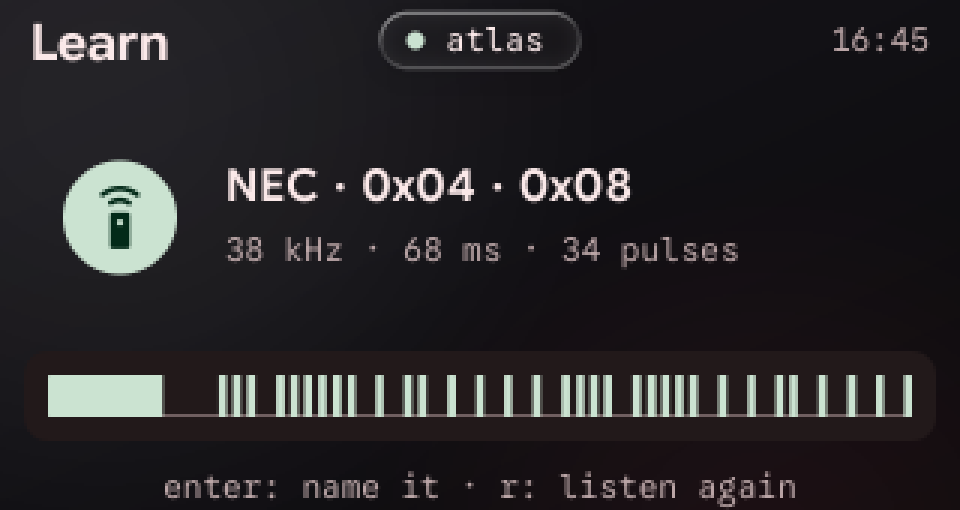 Learn
atlas
16:45
NEC · 0x04 · 0x08
38 kHz · 68 ms · 34 pulses
enter: name it · r: listen again